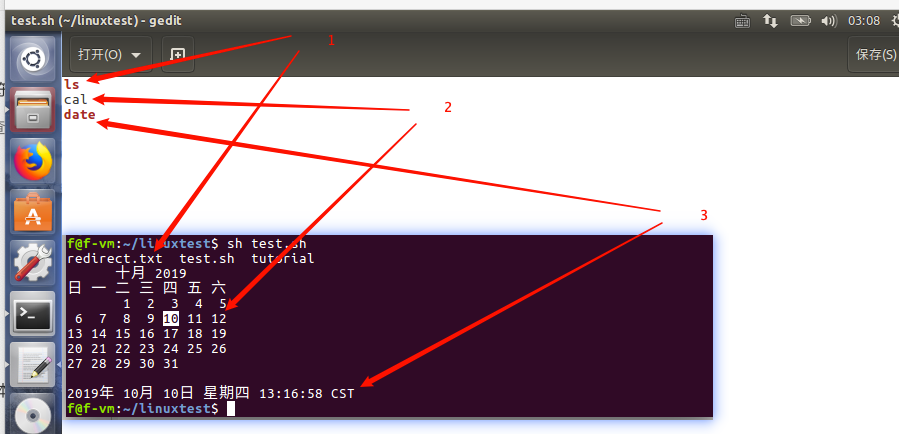 test.sh (~/linuxtest) - gedit
03:08
打开(O)
保存(S)
1
ls
cal
date
2
3
f@f-vm:~/linuxtest$ sh test.sh
redirect.txt  test.sh  tutorial
十月 2019
日 一 二 三 四 五 六
1 2 3 4 5
6 7 8 9 10 11 12
13 14 15 16 17 18 19
20 21 22 23 24 25 26
27 28 29 30 31
2019年 10月 10日 星期四 13:16:58 CST
f@f-vm:~/linuxtest$